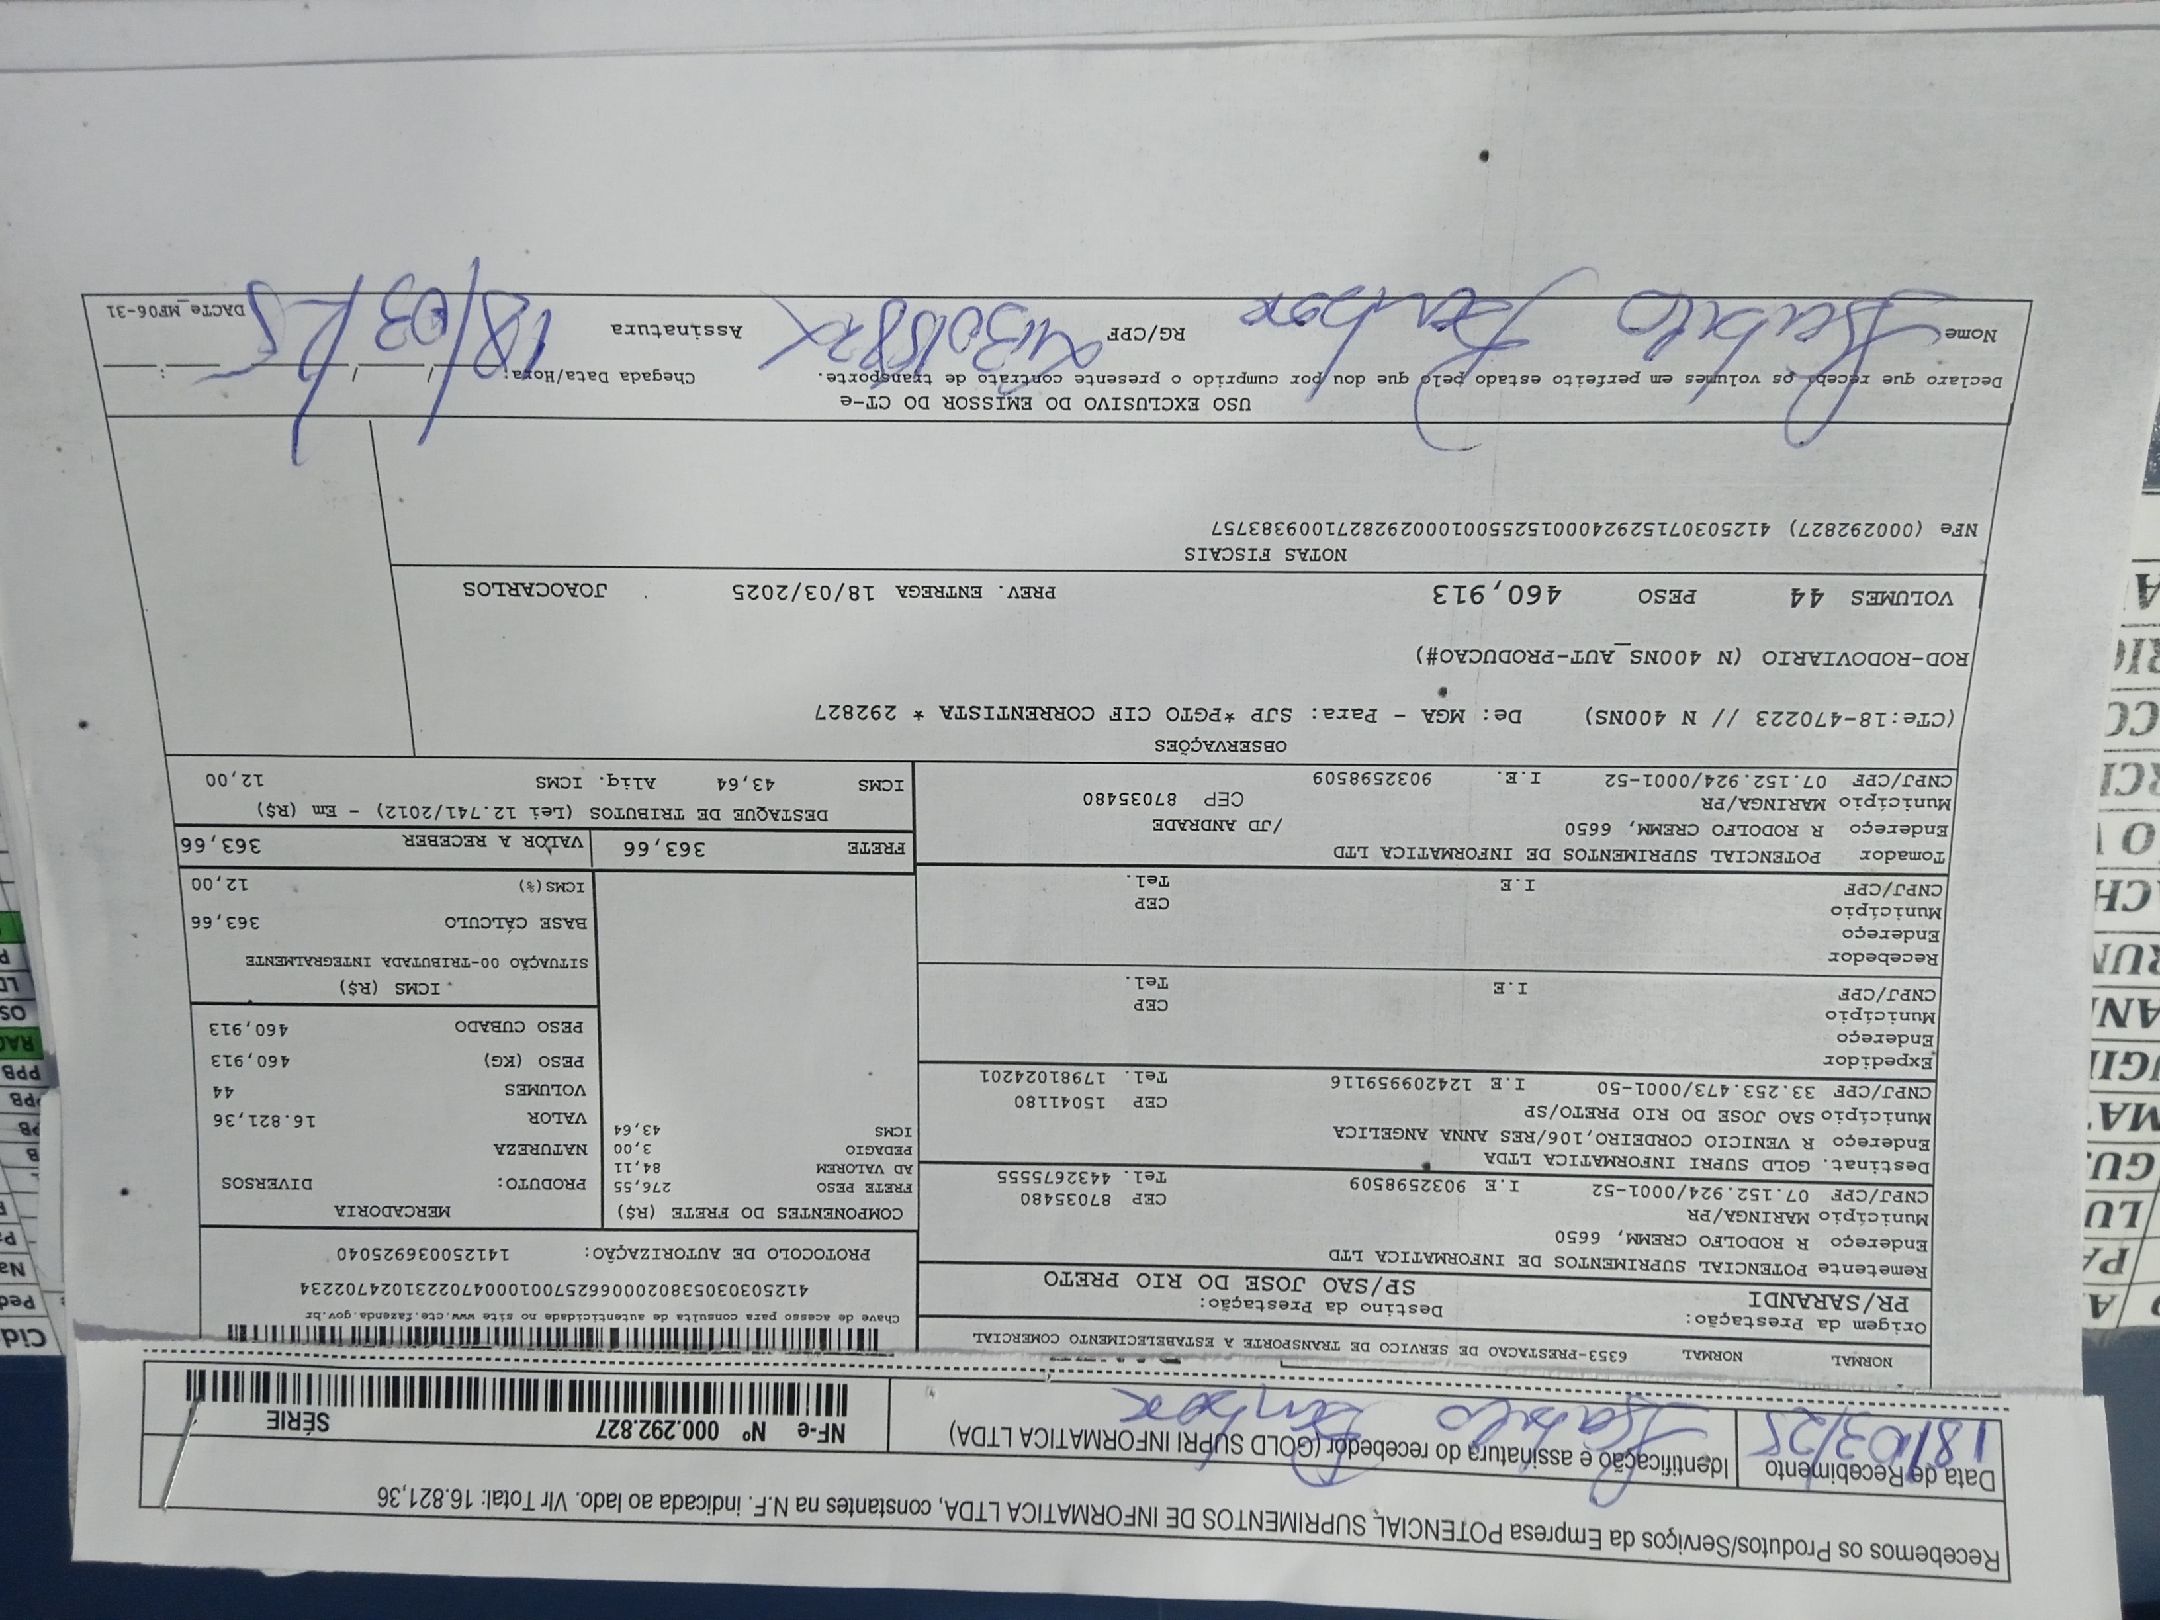 Recebemos os Produtos/Serviços da Empresa POTENCIAL SUPRIMENTOS DE INFORMATICA LTDA, constantes na N.F. indicada ao lado. Vlr Total: 16.821,36
Data de Recebimento
18/03/25
Identificação e assinatura do recebedor (GOLD SUPRI INFORMATICA LTDA)
NF-e Nº 000.292.827 SÉRIE
NORMAL NORMAL 6353-PRESTACAO DE SERVICO DE TRANSPORTE A ESTABELECIMENTO COMERCIAL
Origem da Prestação:
PR/SARANDI
Destino da Prestação:
SP/SAO JOSE DO RIO PRETO
Chave de acesso para consulta de autenticidade no site www.cte.fazenda.gov.br
41250303053802000662570010004702231024702234
PROTOCOLO DE AUTORIZAÇÃO: 141250036925040
Remetente POTENCIAL SUPRIMENTOS DE INFORMATICA LTD
Endereço R RODOLFO CREMM, 6650
Município MARINGA/PR CEP 87035480
CNPJ/CPF 07.152.924/0001-52 I.E 9032598509 Tel. 4432675555
Destinat. GOLD SUPRI INFORMATICA LTDA
Endereço R VENICIO CORDEIRO,106/RES ANNA ANGELICA
Município SAO JOSE DO RIO PRETO/SP CEP 15041180
CNPJ/CPF 33.253.473/0001-50 I.E 124209959116 Tel. 17981024201
Expedidor
Endereço
Município CEP
CNPJ/CPF I.E Tel.
Recebedor
Endereço
Município CEP
CNPJ/CPF I.E Tel.
Tomador POTENCIAL SUPRIMENTOS DE INFORMATICA LTD
Endereço R RODOLFO CREMM, 6650 /JD ANDRADE
Município MARINGA/PR CEP 87035480
CNPJ/CPF 07.152.924/0001-52 I.E. 9032598509
COMPONENTES DO FRETE (R$)
FRETE PESO 276,55
AD VALOREM 84,11
PEDAGIO 3,00
ICMS 43,64
MERCADORIA
PRODUTO: DIVERSOS
NATUREZA
VALOR 16.821,36
VOLUMES 44
PESO (KG) 460,913
PESO CUBADO 460,913
ICMS (R$)
SITUAÇÃO 00-TRIBUTADA INTEGRALMENTE
BASE CÁLCULO 363,66
ICMS(%) 12,00
FRETE 363,66 VALOR A RECEBER 363,66
DESTAQUE DE TRIBUTOS (Lei 12.741/2012) - Em (R$)
ICMS 43,64 Aliq. ICMS 12,00
OBSERVAÇÕES
(CTe:18-470223 // N 400NS) De: MGA - Para: SJP *PGTO CIF CORRENTISTA * 292827
ROD-RODOVIARIO (N 400NS_AUT-PRODUCAO#)
VOLUMES 44 PESO 460,913 PREV. ENTREGA 18/03/2025 JOAOCARLOS
NOTAS FISCAIS
NFe (000292827) 41250307152924000152550010002928271009383757
USO EXCLUSIVO DO EMISSOR DO CT-e
Declaro que recebi os volumes em perfeito estado pelo que dou por cumprido o presente contrato de transporte.
Chegada Data/Hora: 18/03/25
Nome RG/CPF Assinatura
DACTe_MF06-31